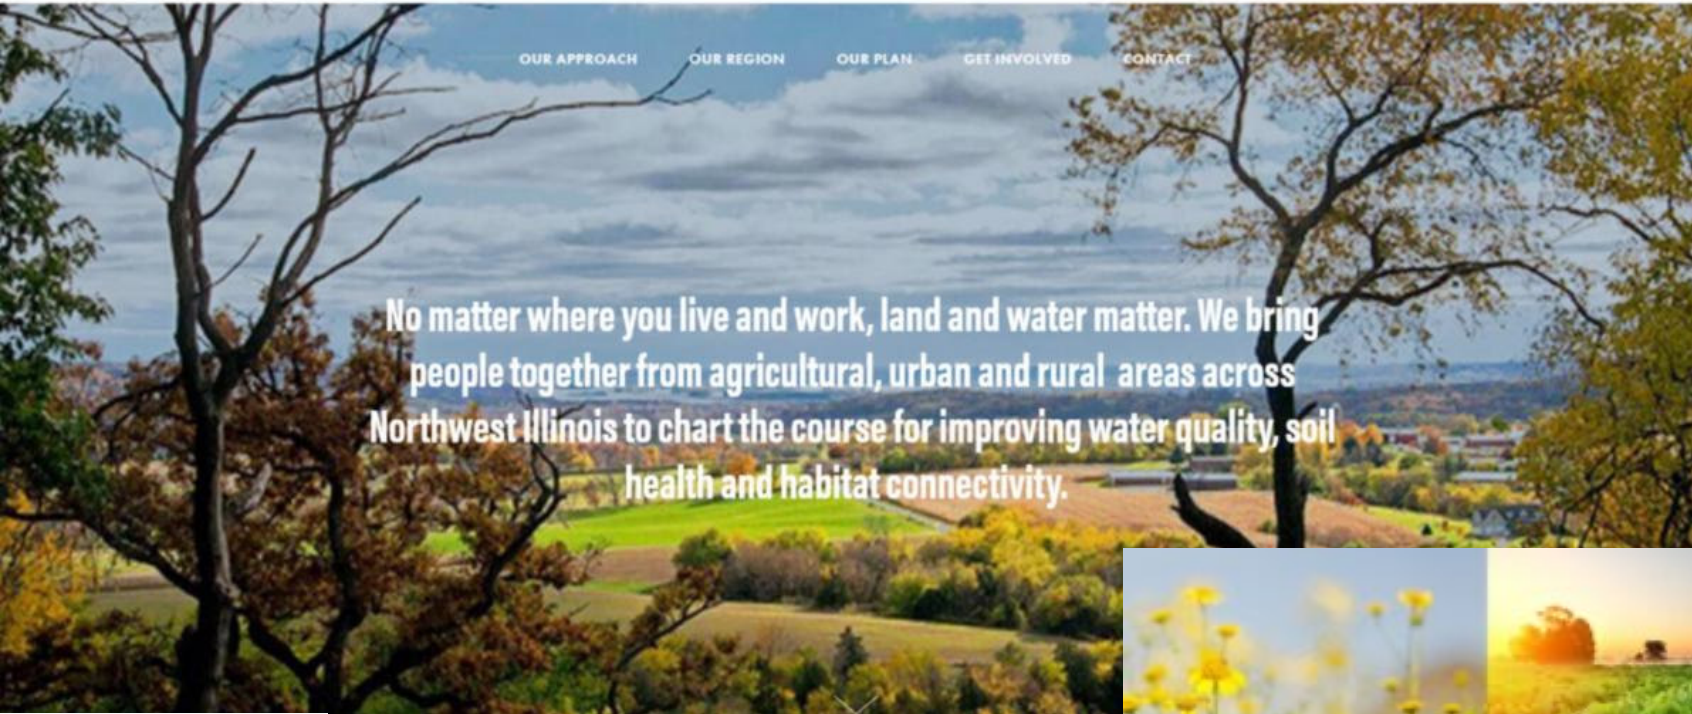 OUR APPROACH OUR REGION OUR PLAN GET INVOLVED CONTACT
No matter where you live and work, land and water matter. We bring
people together from agricultural, urban and rural areas across
Northwest Illinois to chart the course for improving water quality, soil
health and habitat connectivity.